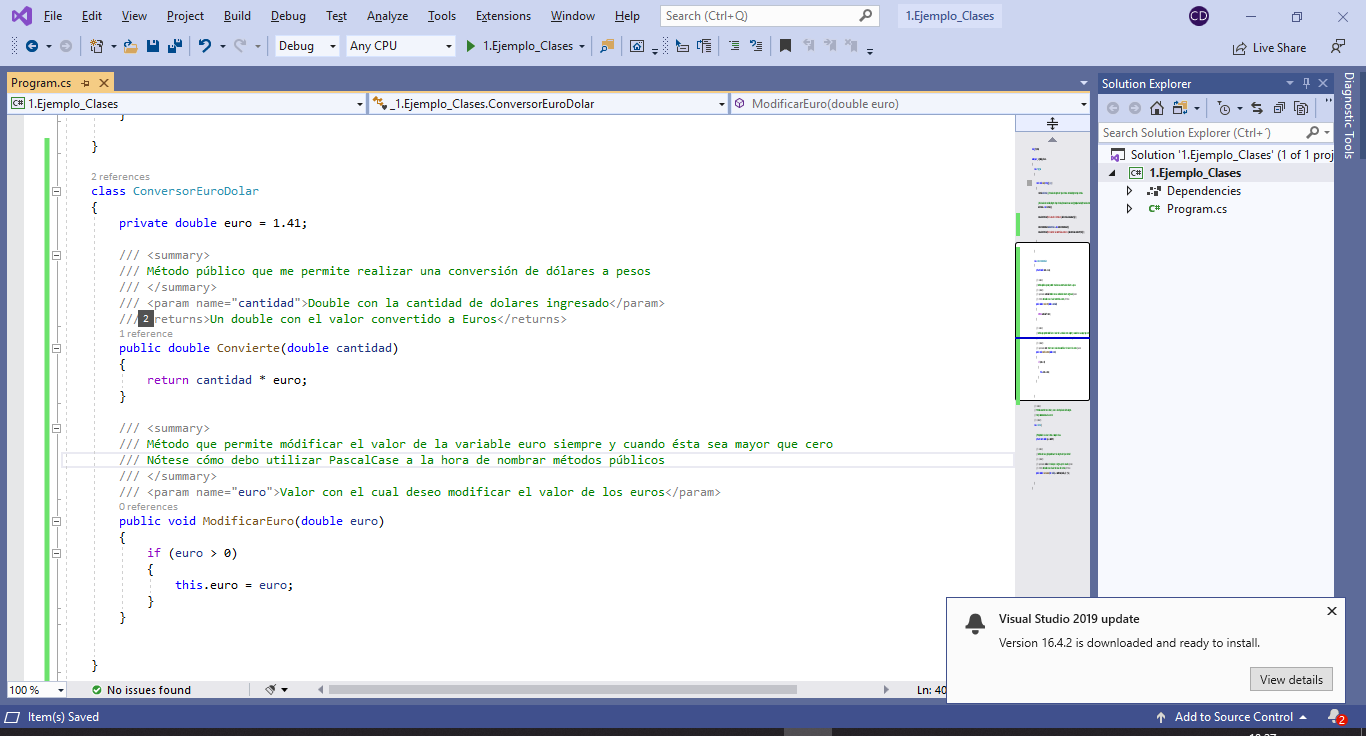 File Edit View Project Build Debug Test Analyze Tools Extensions Window Help Search (Ctrl+Q) 1.Ejemplo_Clases CD
Debug Any CPU 1.Ejemplo_Clases Live Share
Program.cs
Solution Explorer
Diagnostic Tools
C# 1.Ejemplo_Clases _1.Ejemplo_Clases.ConversorEuroDolar ModificarEuro(double euro)
Search Solution Explorer (Ctrl+´)
Solution '1.Ejemplo_Clases' (1 of 1 proj
C# 1.Ejemplo_Clases
Dependencies
C# Program.cs
}
}
2 references
class ConversorEuroDolar
{
private double euro = 1.41;
/// <summary>
/// Método público que me permite realizar una conversión de dólares a pesos
/// </summary>
/// <param name="cantidad">Double con la cantidad de dolares ingresado</param>
/// 2 returns>Un double con el valor convertido a Euros</returns>
1 reference
public double Convierte(double cantidad)
{
return cantidad * euro;
}
/// <summary>
/// Método que permite módificar el valor de la variable euro siempre y cuando ésta sea mayor que cero
/// Nótese cómo debo utilizar PascalCase a la hora de nombrar métodos públicos
/// </summary>
/// <param name="euro">Valor con el cual deseo modificar el valor de los euros</param>
0 references
public void ModificarEuro(double euro)
{
if (euro > 0)
{
this.euro = euro;
}
}
}
Visual Studio 2019 update
Version 16.4.2 is downloaded and ready to install.
View details
100 % No issues found Ln: 40
Item(s) Saved Add to Source Control 2